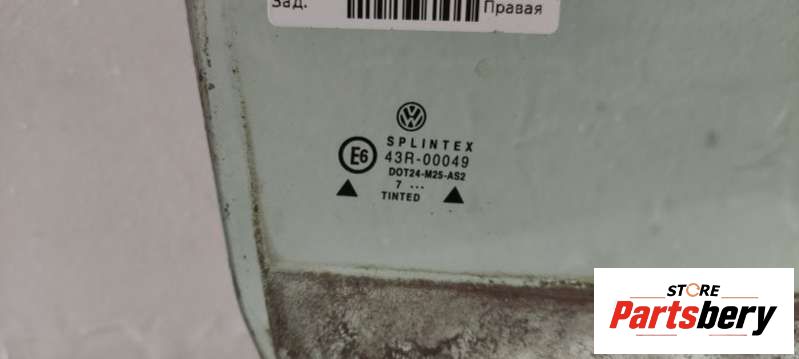 Зад.
Правая
SPLINTEX
E6
43R-00049
DOT24-M25-AS2
7 ...
TINTED
STORE
Partsbery